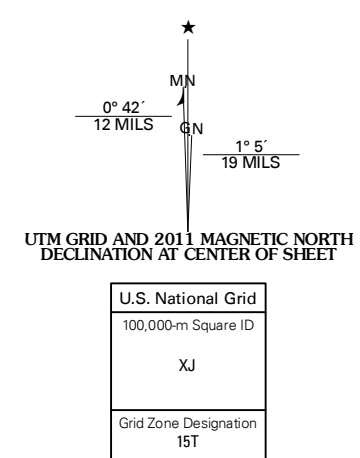 ★
MN
0° 42´
12 MILS
GN
1° 5´
19 MILS
UTM GRID AND 2011 MAGNETIC NORTH
DECLINATION AT CENTER OF SHEET
U.S. National Grid
100,000-m Square ID
XJ
Grid Zone Designation
15T